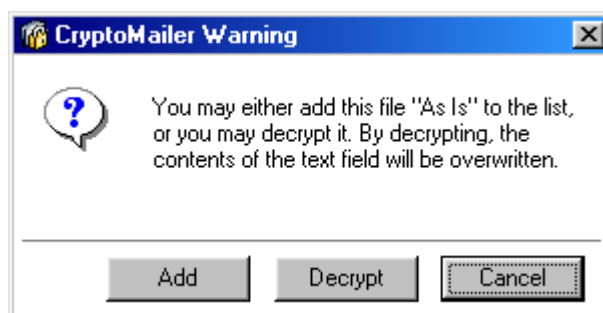 CryptoMailer Warning
You may either add this file "As Is" to the list,
or you may decrypt it. By decrypting, the
contents of the text field will be overwritten.
Add
Decrypt
Cancel